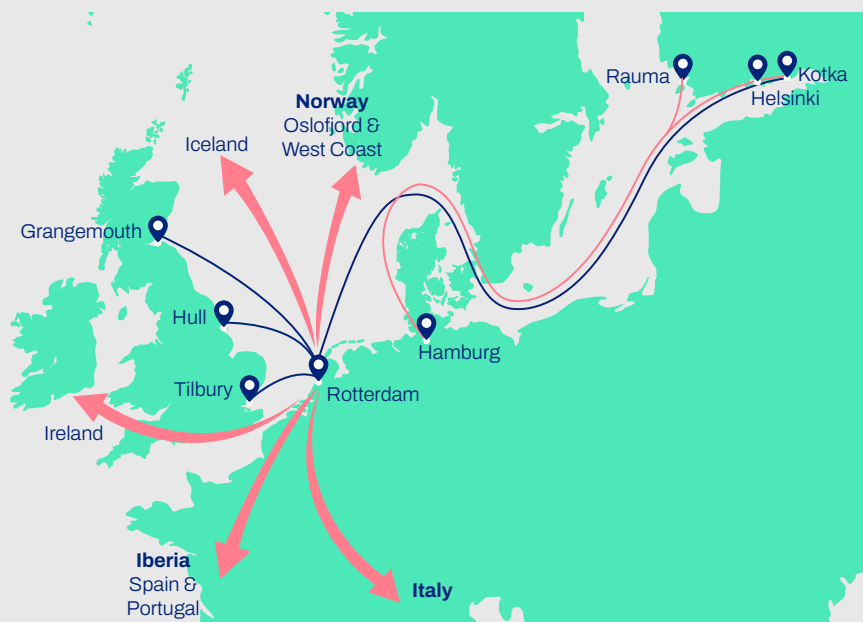 Rauma
Kotka
Helsinki
Norway
Oslofjord &
West Coast
Iceland
Grangemouth
Hull
Hamburg
Tilbury
Rotterdam
Ireland
Iberia
Spain &
Portugal
Italy